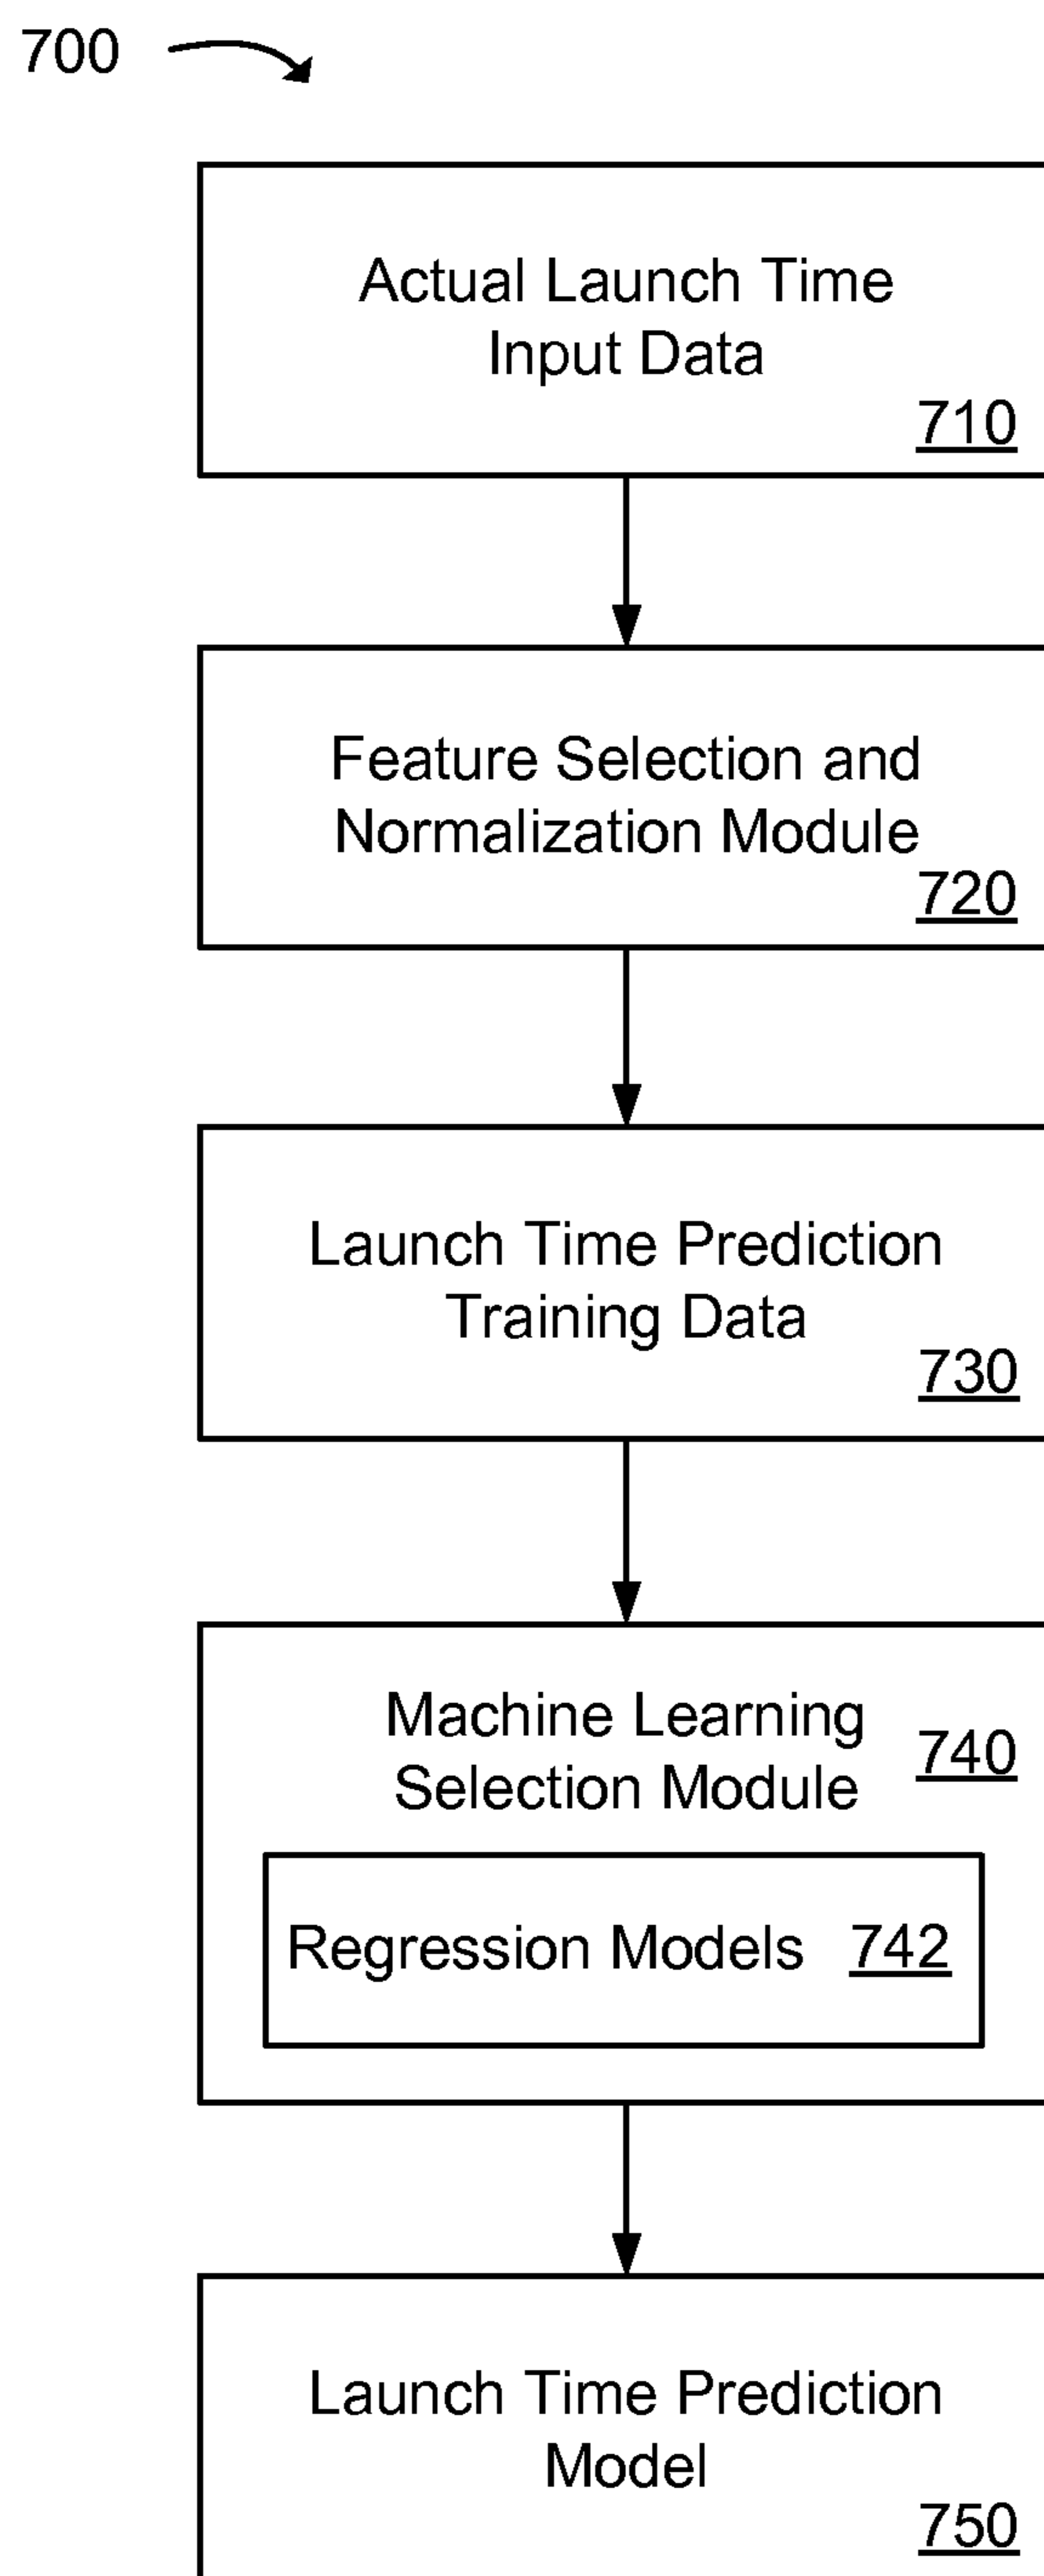 700
Actual Launch Time
Input Data
710
Feature Selection and
Normalization Module
720
Launch Time Prediction
Training Data
730
Machine Learning
Selection Module
740
Regression Models 742
Launch Time Prediction
Model
750